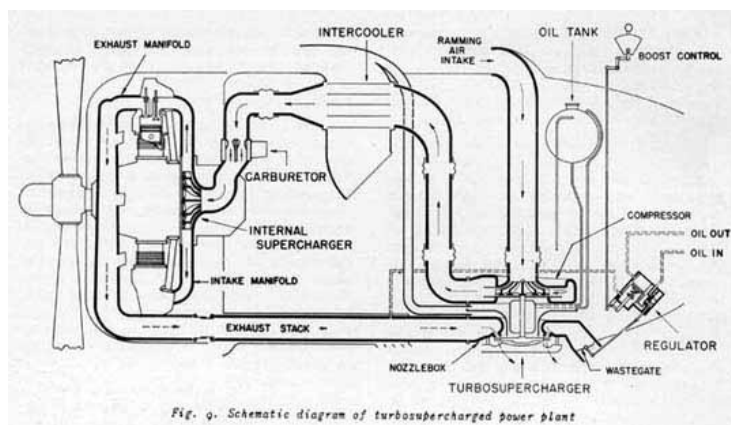 EXHAUST MANIFOLD
INTERCOOLER
RAMMING
AIR
INTAKE
OIL TANK
BOOST CONTROL
CARBURETOR
INTERNAL
SUPERCHARGER
INTAKE MANIFOLD
COMPRESSOR
OIL OUT
OIL IN
EXHAUST STACK
REGULATOR
NOZZLEBOX
WASTEGATE
TURBOSUPERCHARGER
Fig. 9. Schematic diagram of turbosupercharged power plant